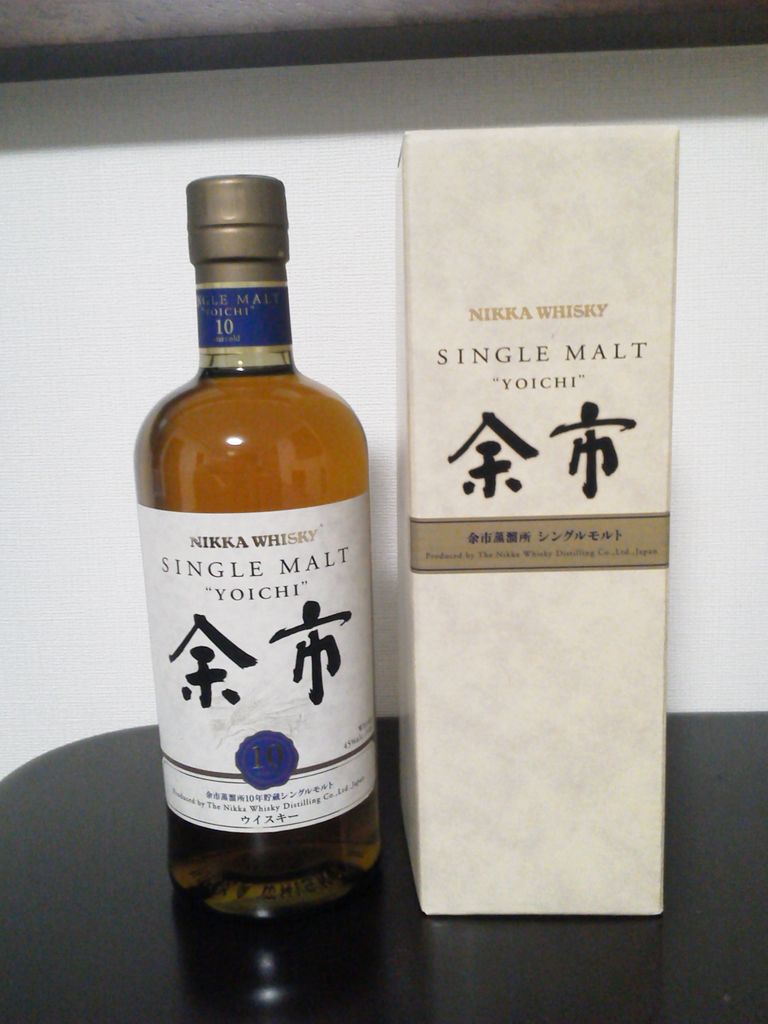 SINGLE MALT
"YOICHI"
10
years old
NIKKA WHISKY
SINGLE MALT
"YOICHI"
余市
10
45%
余市蒸溜所10年貯蔵シングルモルト
Produced by The Nikka Whisky Distilling Co.,Ltd.,Japan
ウイスキー
NIKKA WHISKY
SINGLE MALT
"YOICHI"
余市
余市蒸溜所 シングルモルト
Produced by The Nikka Whisky Distilling Co.,Ltd.,Japan